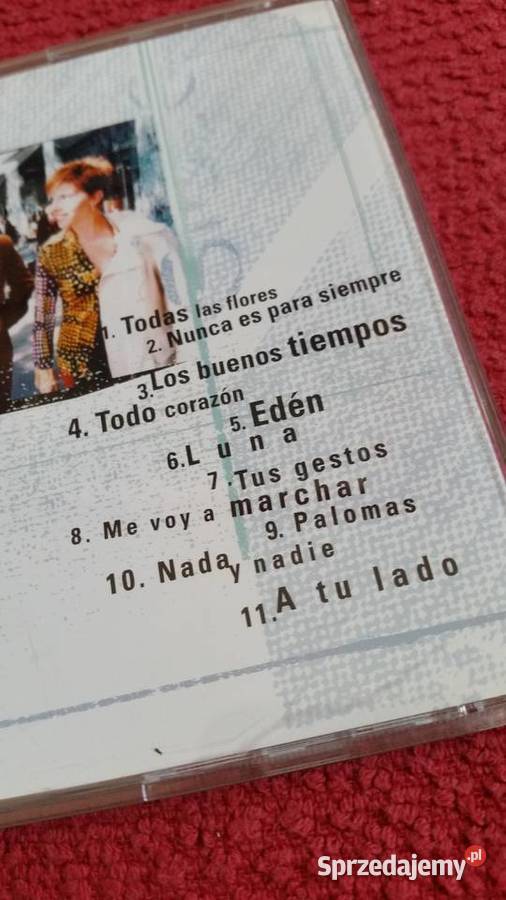 1. Todas las flores
2. Nunca es para siempre
3. Los buenos tiempos
4. Todo corazón
5. Edén
6. Luna
7. Tus gestos
8. Me voy a marchar
9. Palomas
10. Nada y nadie
11. A tu lado
Sprzedajemy.pl